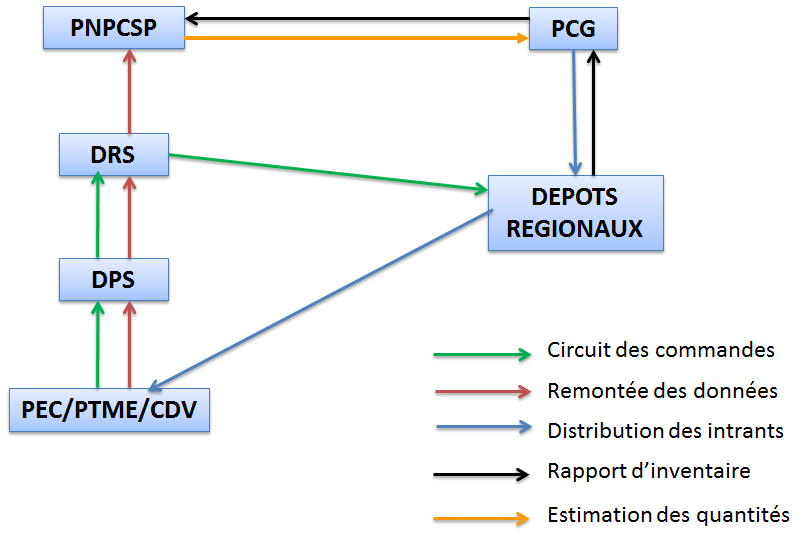 PNPCSP
PCG
DRS
DEPOTS
REGIONAUX
DPS
PEC/PTME/CDV
Circuit des commandes
Remontée des données
Distribution des intrants
Rapport d’inventaire
Estimation des quantités